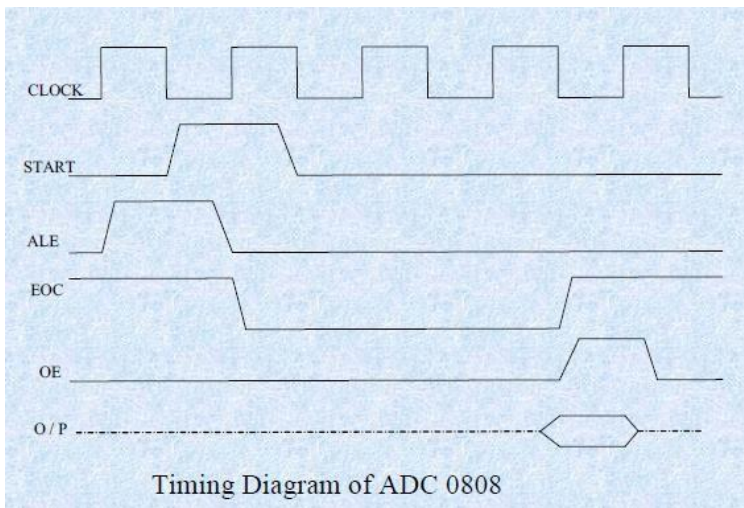 CLOCK
START
ALE
EOC
OE
O / P
Timing Diagram of ADC 0808